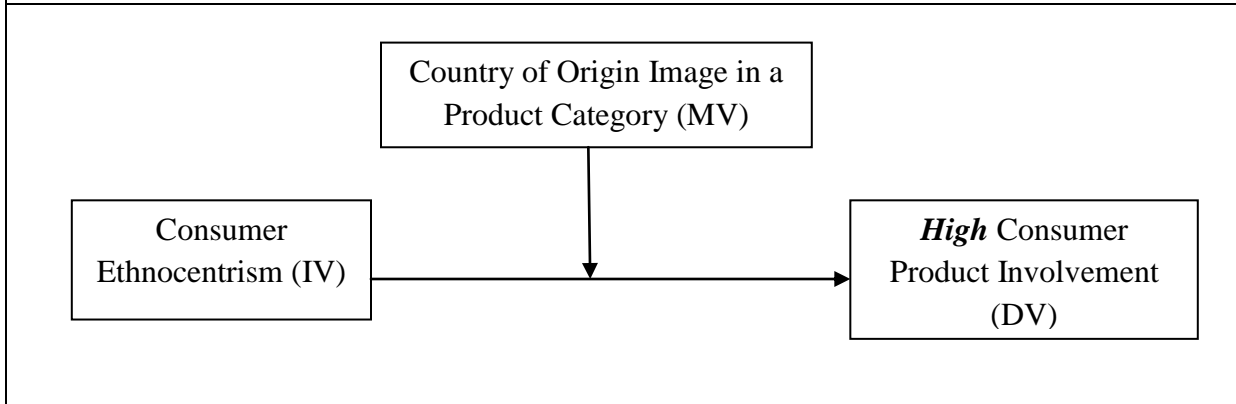 Country of Origin Image in a
Product Category (MV)
Consumer
Ethnocentrism (IV)
High Consumer
Product Involvement
(DV)